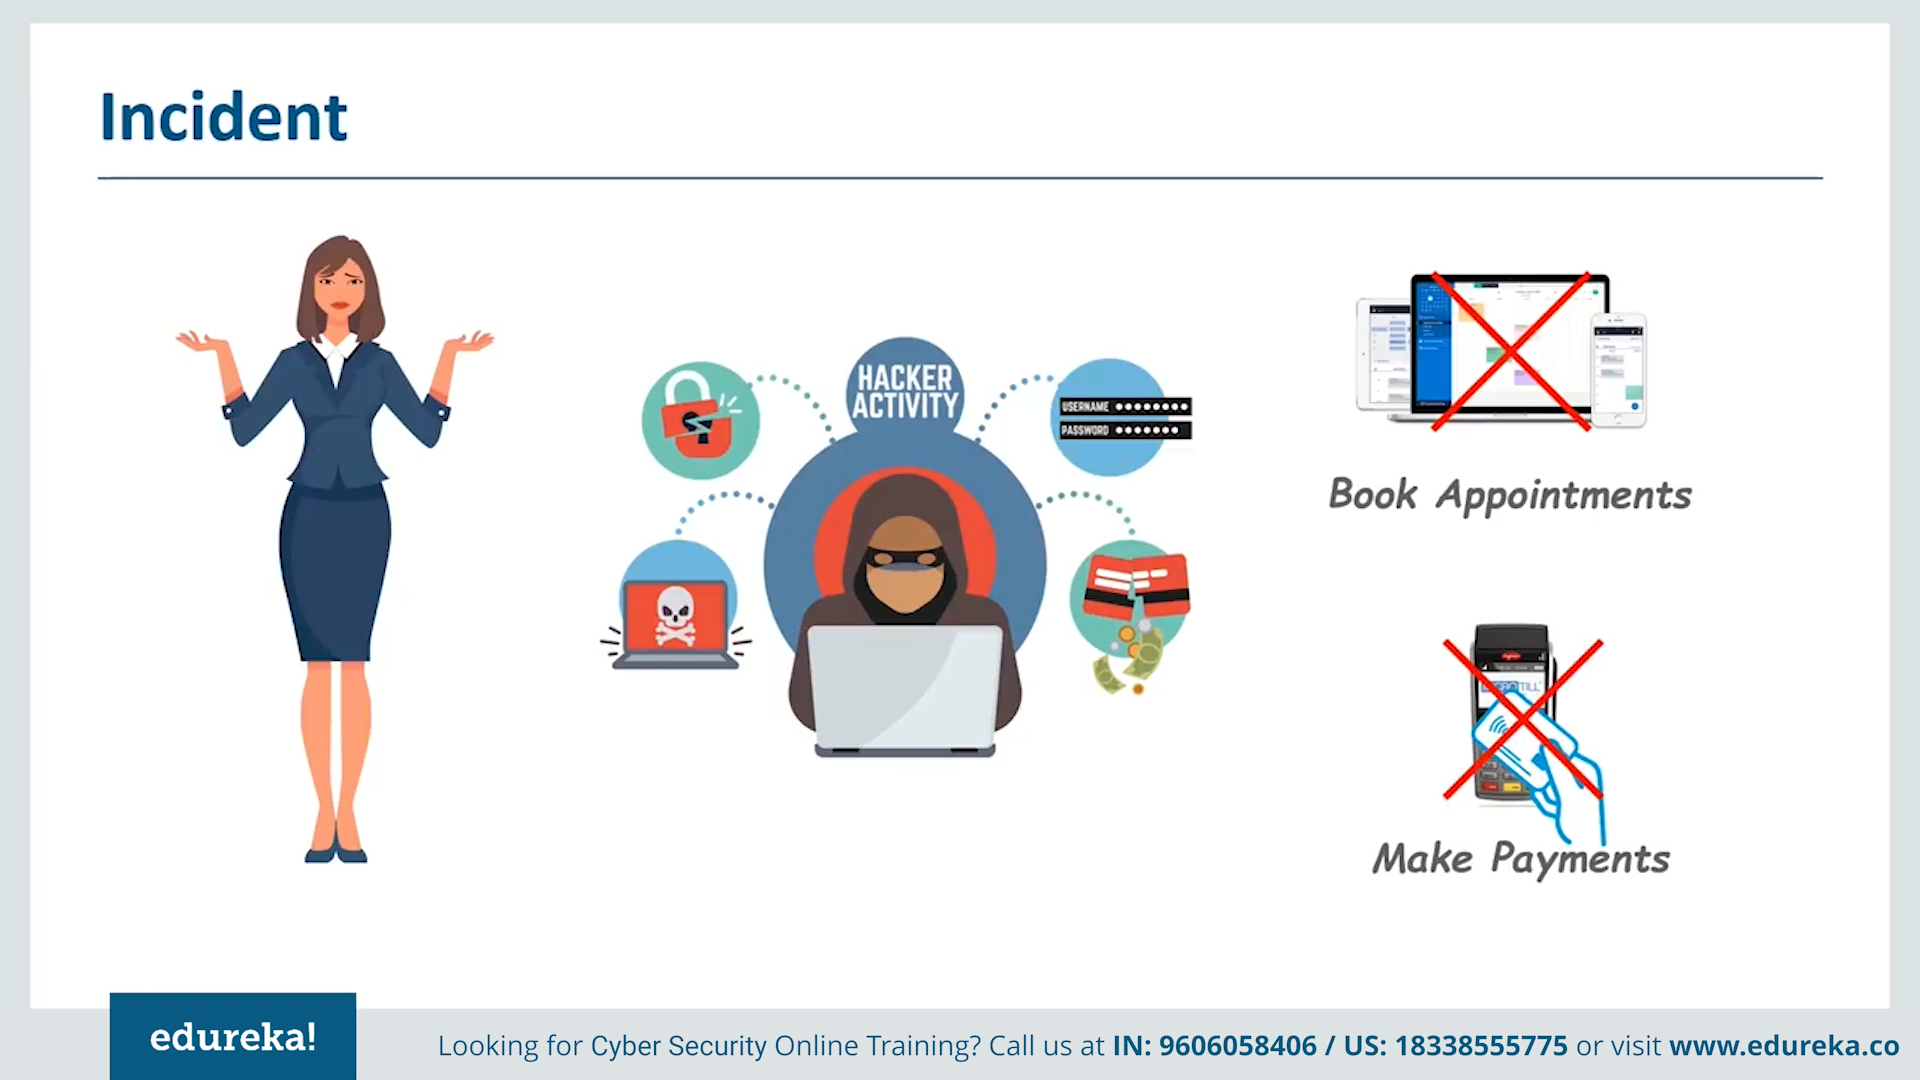 Incident
HACKER
ACTIVITY
USERNAME
PASSWORD
Book Appointments
Make Payments
edureka!
Looking for Cyber Security Online Training? Call us at IN: 9606058406 / US: 18338555775 or visit www.edureka.co